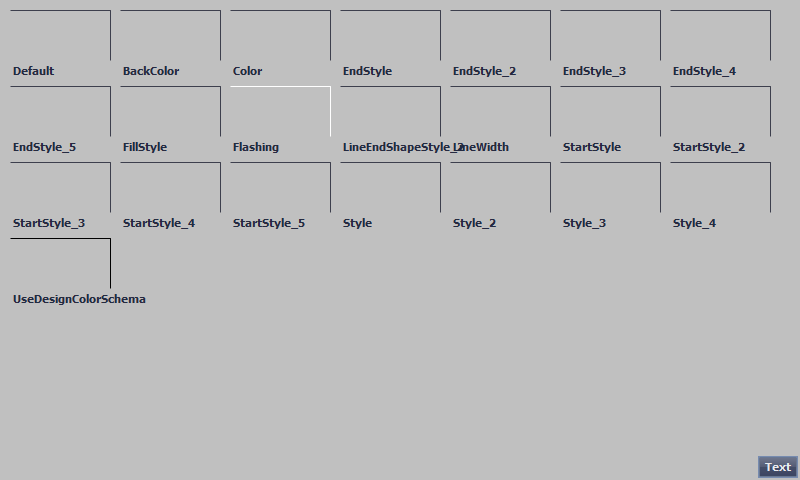 Default BackColor Color EndStyle EndStyle_2 EndStyle_3 EndStyle_4
EndStyle_5 FillStyle Flashing LineEndShapeStyle_2 LineWidth StartStyle StartStyle_2
StartStyle_3 StartStyle_4 StartStyle_5 Style Style_2 Style_3 Style_4
UseDesignColorSchema
Text